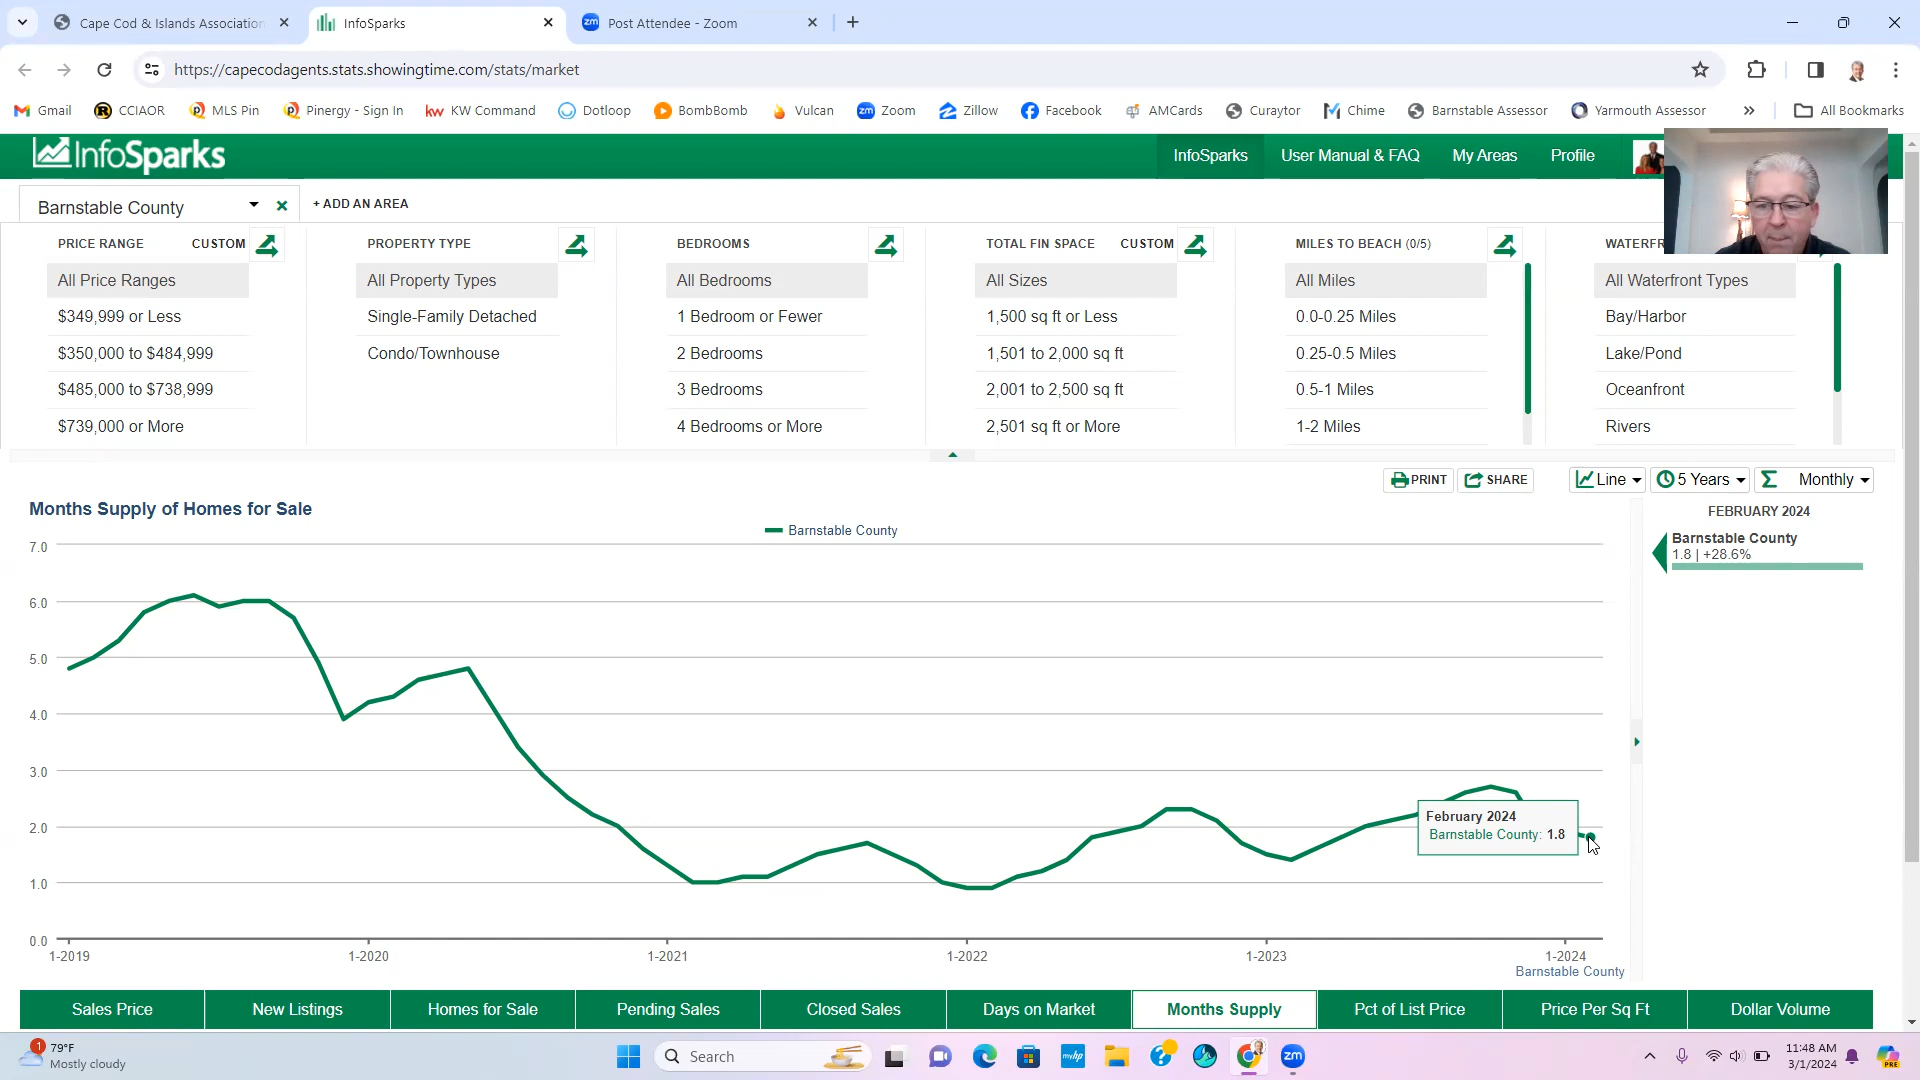 Cape Cod & Islands Association
InfoSparks
Post Attendee - Zoom
https://capecodagents.stats.showingtime.com/stats/market
Gmail
CCIAOR
MLS Pin
Pinergy - Sign In
KW Command
Dotloop
BombBomb
Vulcan
Zoom
Zillow
Facebook
AMCards
Curaytor
Chime
Barnstable Assessor
Yarmouth Assessor
All Bookmarks
InfoSparks
InfoSparks
User Manual & FAQ
My Areas
Profile
Barnstable County
+ ADD AN AREA
PRICE RANGE
CUSTOM
All Price Ranges
$349,999 or Less
$350,000 to $484,999
$485,000 to $738,999
$739,000 or More
PROPERTY TYPE
All Property Types
Single-Family Detached
Condo/Townhouse
BEDROOMS
All Bedrooms
1 Bedroom or Fewer
2 Bedrooms
3 Bedrooms
4 Bedrooms or More
TOTAL FIN SPACE
CUSTOM
All Sizes
1,500 sq ft or Less
1,501 to 2,000 sq ft
2,001 to 2,500 sq ft
2,501 sq ft or More
MILES TO BEACH (0/5)
All Miles
0.0-0.25 Miles
0.25-0.5 Miles
0.5-1 Miles
1-2 Miles
WATERFR
All Waterfront Types
Bay/Harbor
Lake/Pond
Oceanfront
Rivers
PRINT
SHARE
Line
5 Years
Monthly
Months Supply of Homes for Sale
Barnstable County
FEBRUARY 2024
Barnstable County
1.8 | +28.6%
7.0
6.0
5.0
4.0
3.0
2.0
1.0
0.0
February 2024
Barnstable County: 1.8
1-2019
1-2020
1-2021
1-2022
1-2023
1-2024
Barnstable County
Sales Price
New Listings
Homes for Sale
Pending Sales
Closed Sales
Days on Market
Months Supply
Pct of List Price
Price Per Sq Ft
Dollar Volume
1
79°F
Mostly cloudy
Search
myhp
zm
11:48 AM
3/1/2024
PRE